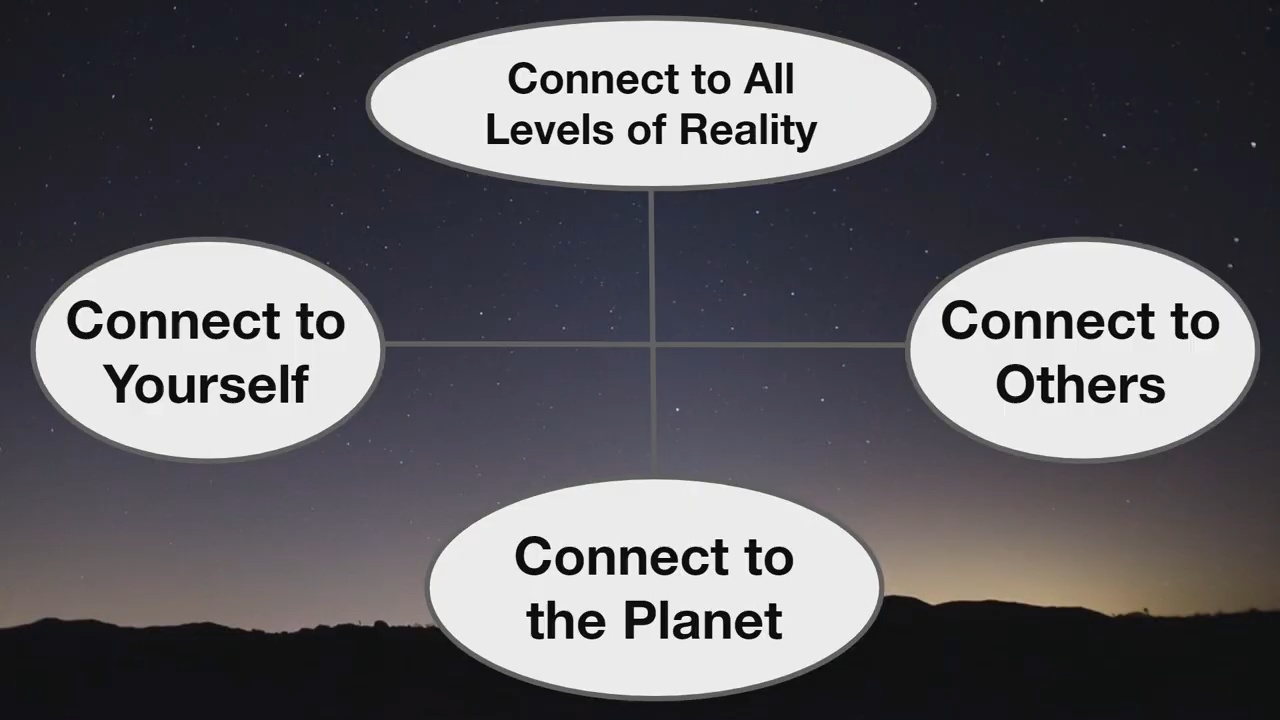 Connect to All
Levels of Reality
Connect to
Yourself
Connect to
Others
Connect to
the Planet